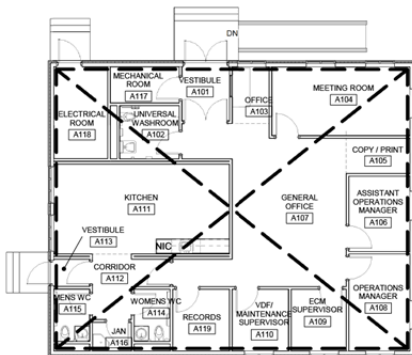 DN
MECHANICAL
ROOM
A117
VESTIBULE
A101
OFFICE
A103
MEETING ROOM
A104
ELECTRICAL
ROOM
A118
UNIVERSAL
WASHROOM
A102
COPY / PRINT
A105
KITCHEN
A111
GENERAL
OFFICE
A107
ASSISTANT
OPERATIONS
MANAGER
A106
VESTIBULE
A113
NIC
CORRIDOR
A112
MENS WC
A115
WOMENS WC
A114
JAN
A116
RECORDS
A119
VDF/
MAINTENANCE
SUPERVISOR
A110
ECM
SUPERVISOR
A109
OPERATIONS
MANAGER
A108